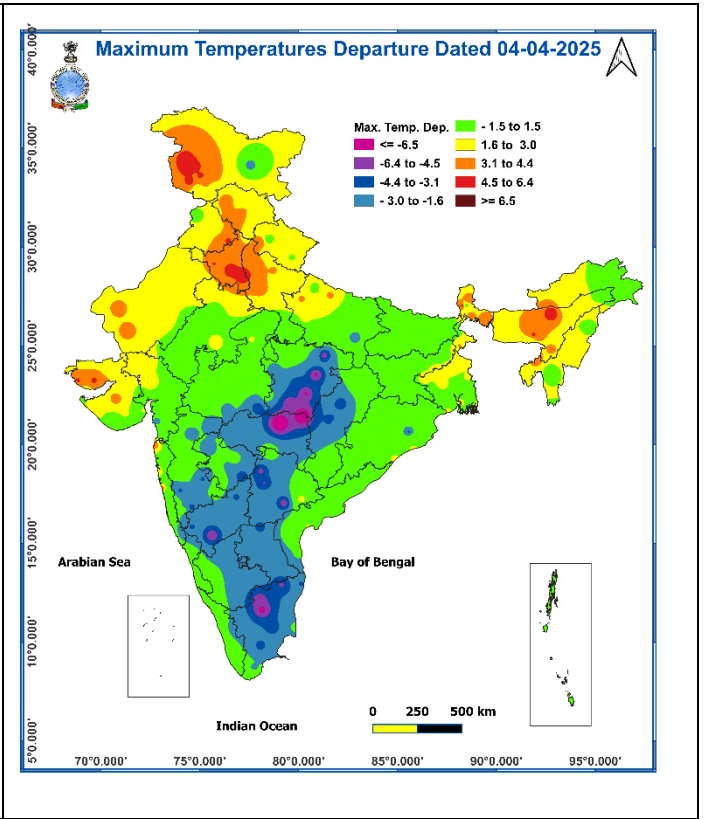 Maximum Temperatures Departure Dated 04-04-2025
Max. Temp. Dep.
<= -6.5
-6.4 to -4.5
-4.4 to -3.1
- 3.0 to -1.6
- 1.5 to 1.5
1.6 to 3.0
3.1 to 4.4
4.5 to 6.4
>= 6.5
40°0.000'
35°0.000'
30°0.000'
25°0.000'
20°0.000'
15°0.000'
10°0.000'
5°0.000'
Arabian Sea
Bay of Bengal
Indian Ocean
0 250 500 km
70°0.000' 75°0.000' 80°0.000' 85°0.000' 90°0.000' 95°0.000'